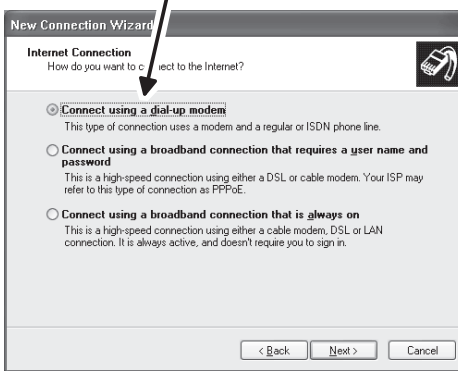 New Connection Wizard
Internet Connection
How do you want to connect to the Internet?
Connect using a dial-up modem
This type of connection uses a modem and a regular or ISDN phone line.
Connect using a broadband connection that requires a user name and
password
This is a high-speed connection using either a DSL or cable modem. Your ISP may
refer to this type of connection as PPPoE.
Connect using a broadband connection that is always on
This is a high-speed connection using either a cable modem, DSL or LAN
connection. It is always active, and doesn't require you to sign in.
< Back
Next >
Cancel